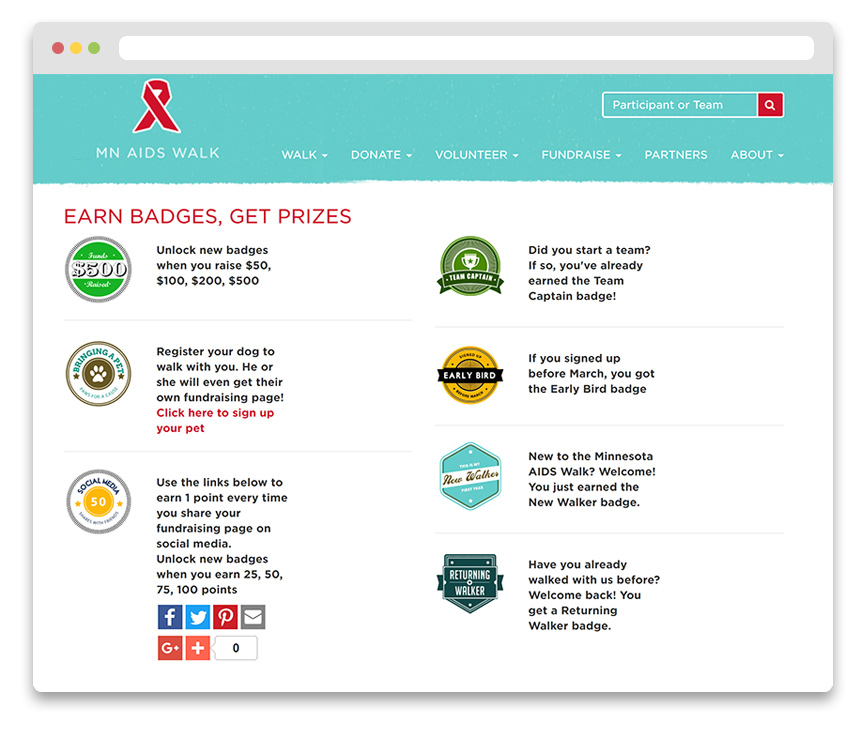 Participant or Team
MN AIDS WALK
WALK
DONATE
VOLUNTEER
FUNDRAISE
PARTNERS
ABOUT
EARN BADGES, GET PRIZES
Funds
$500
Raised
Unlock new badges
when you raise $50,
$100, $200, $500
BRINGING A PET
PAWS FOR A CAUSE
Register your dog to
walk with you. He or
she will even get their
own fundraising page!
Click here to sign up
your pet
SOCIAL MEDIA
50
SHARES WITH FRIENDS
Use the links below to
earn 1 point every time
you share your
fundraising page on
social media.
Unlock new badges
when you earn 25, 50,
75, 100 points
G+
0
TEAM CAPTAIN
Did you start a team?
If so, you've already
earned the Team
Captain badge!
SIGNED UP
EARLY BIRD
BEFORE MARCH
If you signed up
before March, you got
the Early Bird badge
THIS IS MY
New Walker
FIRST YEAR
New to the Minnesota
AIDS Walk? Welcome!
You just earned the
New Walker badge.
RETURNING
WALKER
Have you already
walked with us before?
Welcome back! You
get a Returning
Walker badge.